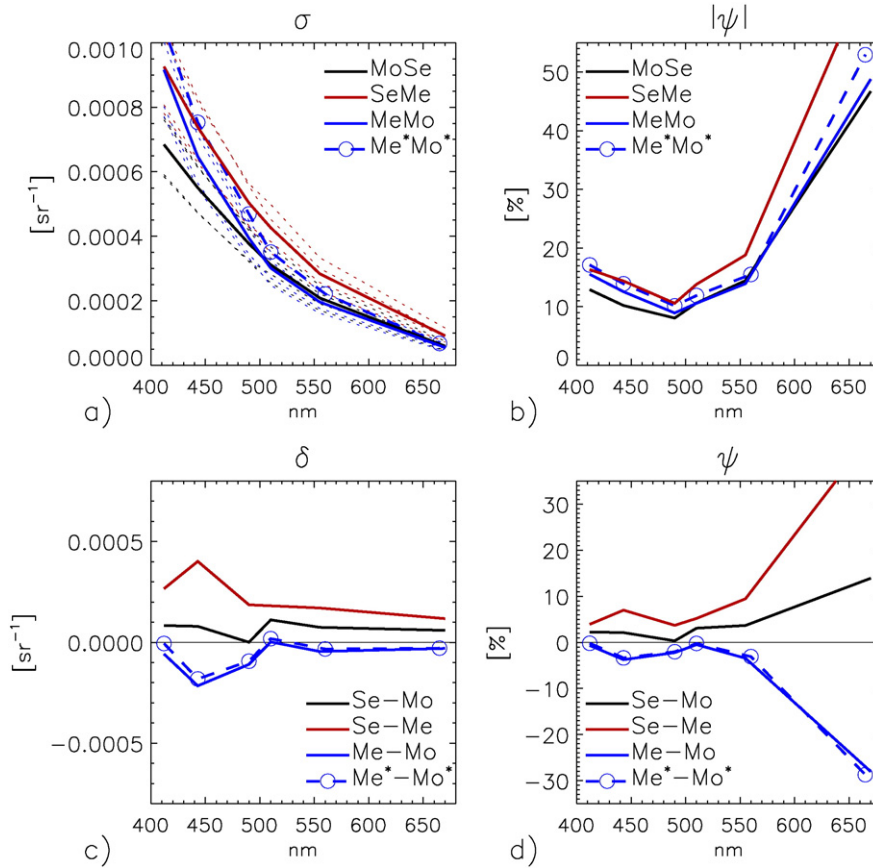 σ
0.0010
0.0008
0.0006
0.0004
0.0002
0.0000
[sr⁻¹]
MoSe
SeMe
MeMo
Me*Mo*
400 450 500 550 600 650
nm
a)
|ψ|
50
40
30
20
10
0
[%]
MoSe
SeMe
MeMo
Me*Mo*
400 450 500 550 600 650
nm
b)
δ
0.0005
0.0000
-0.0005
[sr⁻¹]
Se-Mo
Se-Me
Me-Mo
Me*-Mo*
400 450 500 550 600 650
nm
c)
ψ
30
20
10
0
-10
-20
-30
[%]
Se-Mo
Se-Me
Me-Mo
Me*-Mo*
400 450 500 550 600 650
nm
d)